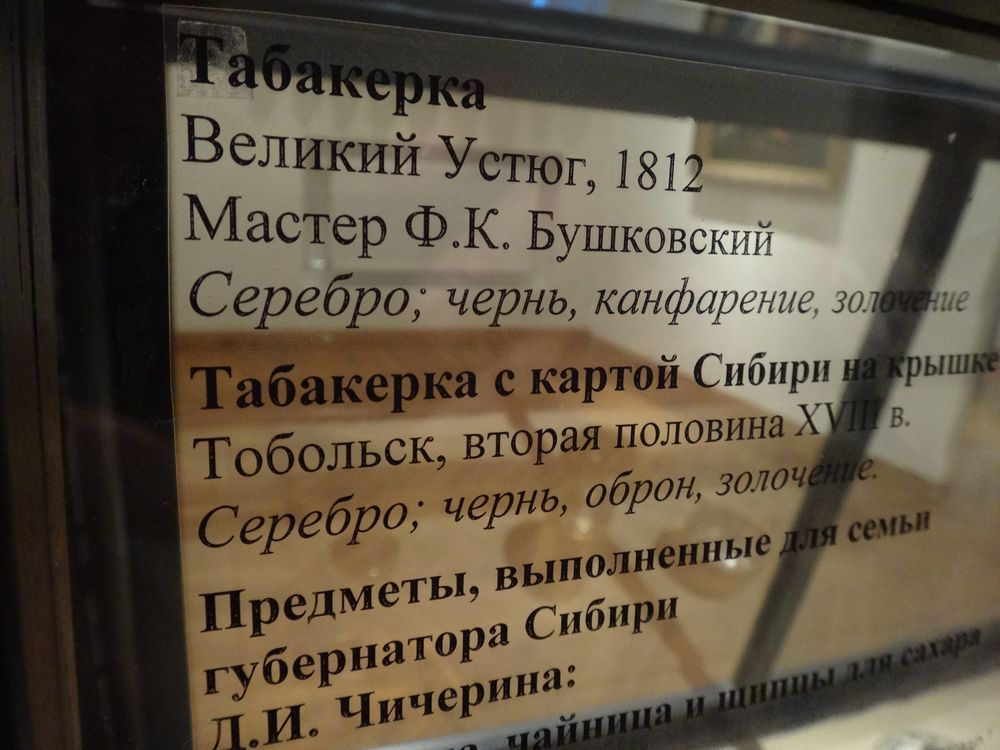 Табакерка
Великий Устюг, 1812
Мастер Ф.К. Бушковский
Серебро; чернь, канфарение, золочение
Табакерка с картой Сибири на крышке
Тобольск, вторая половина XVIII в.
Серебро; чернь, оброн, золочение.
Предметы, выполненные для семьи
губернатора Сибири
Д.И. Чичерина:
чайница и щипцы для сахара